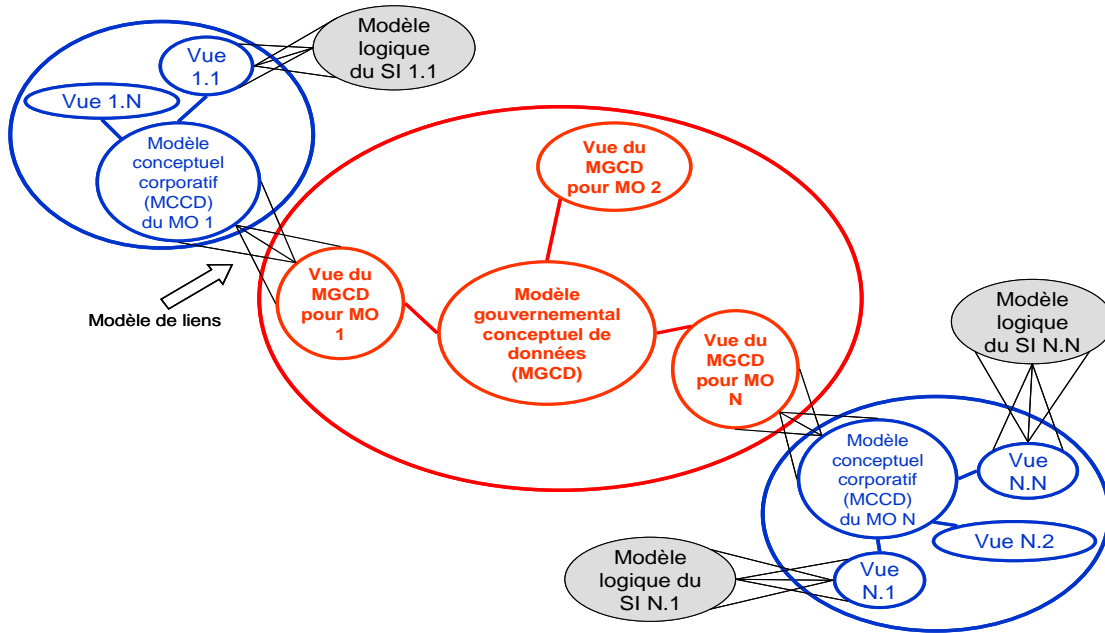 Modèle
logique
du SI 1.1
Vue
1.1
Vue 1.N
Modèle
conceptuel
corporatif
(MCCD)
du MO 1
Vue du
MGCD
pour MO 2
Vue du
MGCD
pour MO
1
Modèle
gouvernemental
conceptuel de
données
(MGCD)
Vue du
MGCD
pour MO
N
Modèle de liens
Modèle
logique
du SI N.N
Modèle
conceptuel
corporatif
(MCCD)
du MO N
Vue
N.N
Vue N.2
Vue
N.1
Modèle
logique du
SI N.1